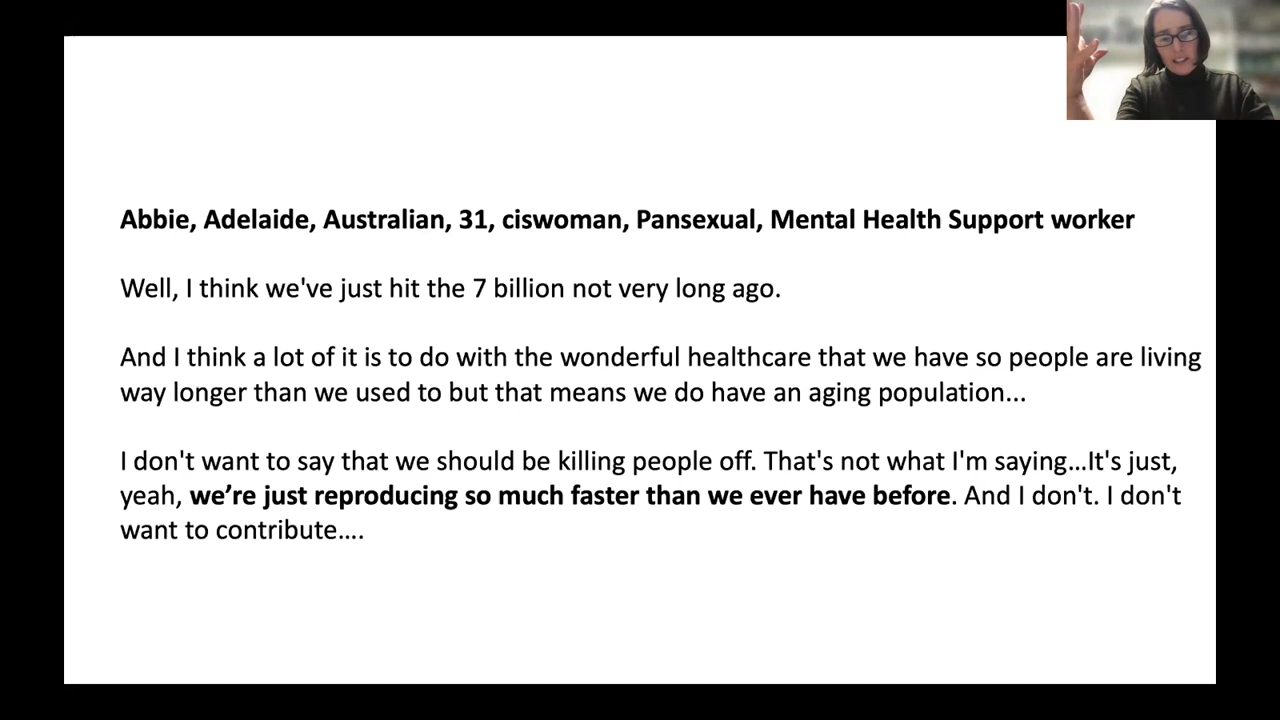 Abbie, Adelaide, Australian, 31, ciswoman, Pansexual, Mental Health Support worker
Well, I think we've just hit the 7 billion not very long ago.
And I think a lot of it is to do with the wonderful healthcare that we have so people are living
way longer than we used to but that means we do have an aging population...
I don't want to say that we should be killing people off. That's not what I'm saying...It's just,
yeah, we’re just reproducing so much faster than we ever have before. And I don't. I don't
want to contribute….